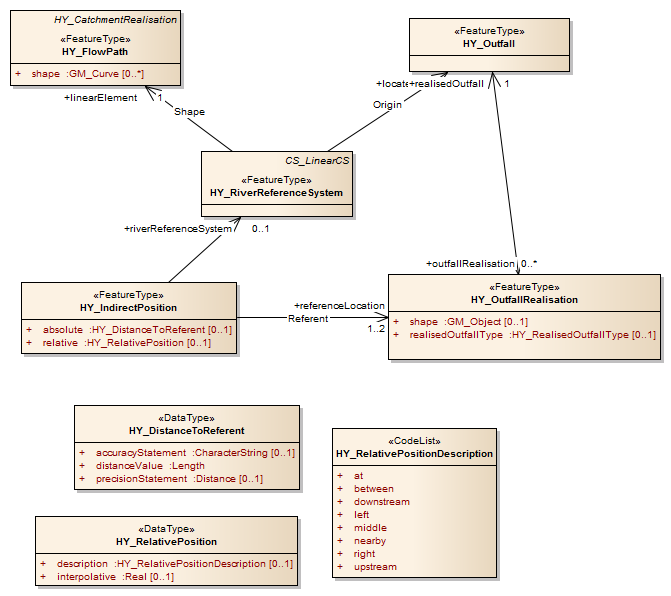 HY_CatchmentRealisation
«FeatureType»
HY_FlowPath
+ shape :GM_Curve [0..*]
«FeatureType»
HY_Outfall
+linearElement 1
Shape
+realisedOutfall 1
Origin
CS_LinearCS
«FeatureType»
HY_RiverReferenceSystem
+riverReferenceSystem 0..1
+outfallRealisation 0..*
«FeatureType»
HY_IndirectPosition
+ absolute :HY_DistanceToReferent [0..1]
+ relative :HY_RelativePosition [0..1]
+referenceLocation
Referent
1..2
«FeatureType»
HY_OutfallRealisation
+ shape :GM_Object [0..1]
+ realisedOutfallType :HY_RealisedOutfallType [0..1]
«DataType»
HY_DistanceToReferent
+ accuracyStatement :CharacterString [0..1]
+ distanceValue :Length
+ precisionStatement :Distance [0..1]
«CodeList»
HY_RelativePositionDescription
+ at
+ between
+ downstream
+ left
+ middle
+ nearby
+ right
+ upstream
«DataType»
HY_RelativePosition
+ description :HY_RelativePositionDescription [0..1]
+ interpolative :Real [0..1]